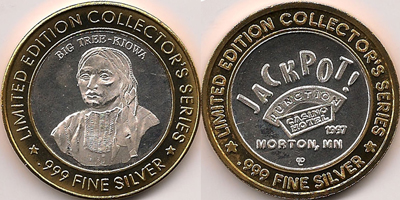 LIMITED EDITION COLLECTOR'S SERIES
BIG TREE-KIOWA
.999 FINE SILVER
LIMITED EDITION COLLECTOR'S SERIES
JACKPOT!
JUNCTION
CASINO
HOTEL
1997
MORTON, MN
.999 FINE SILVER